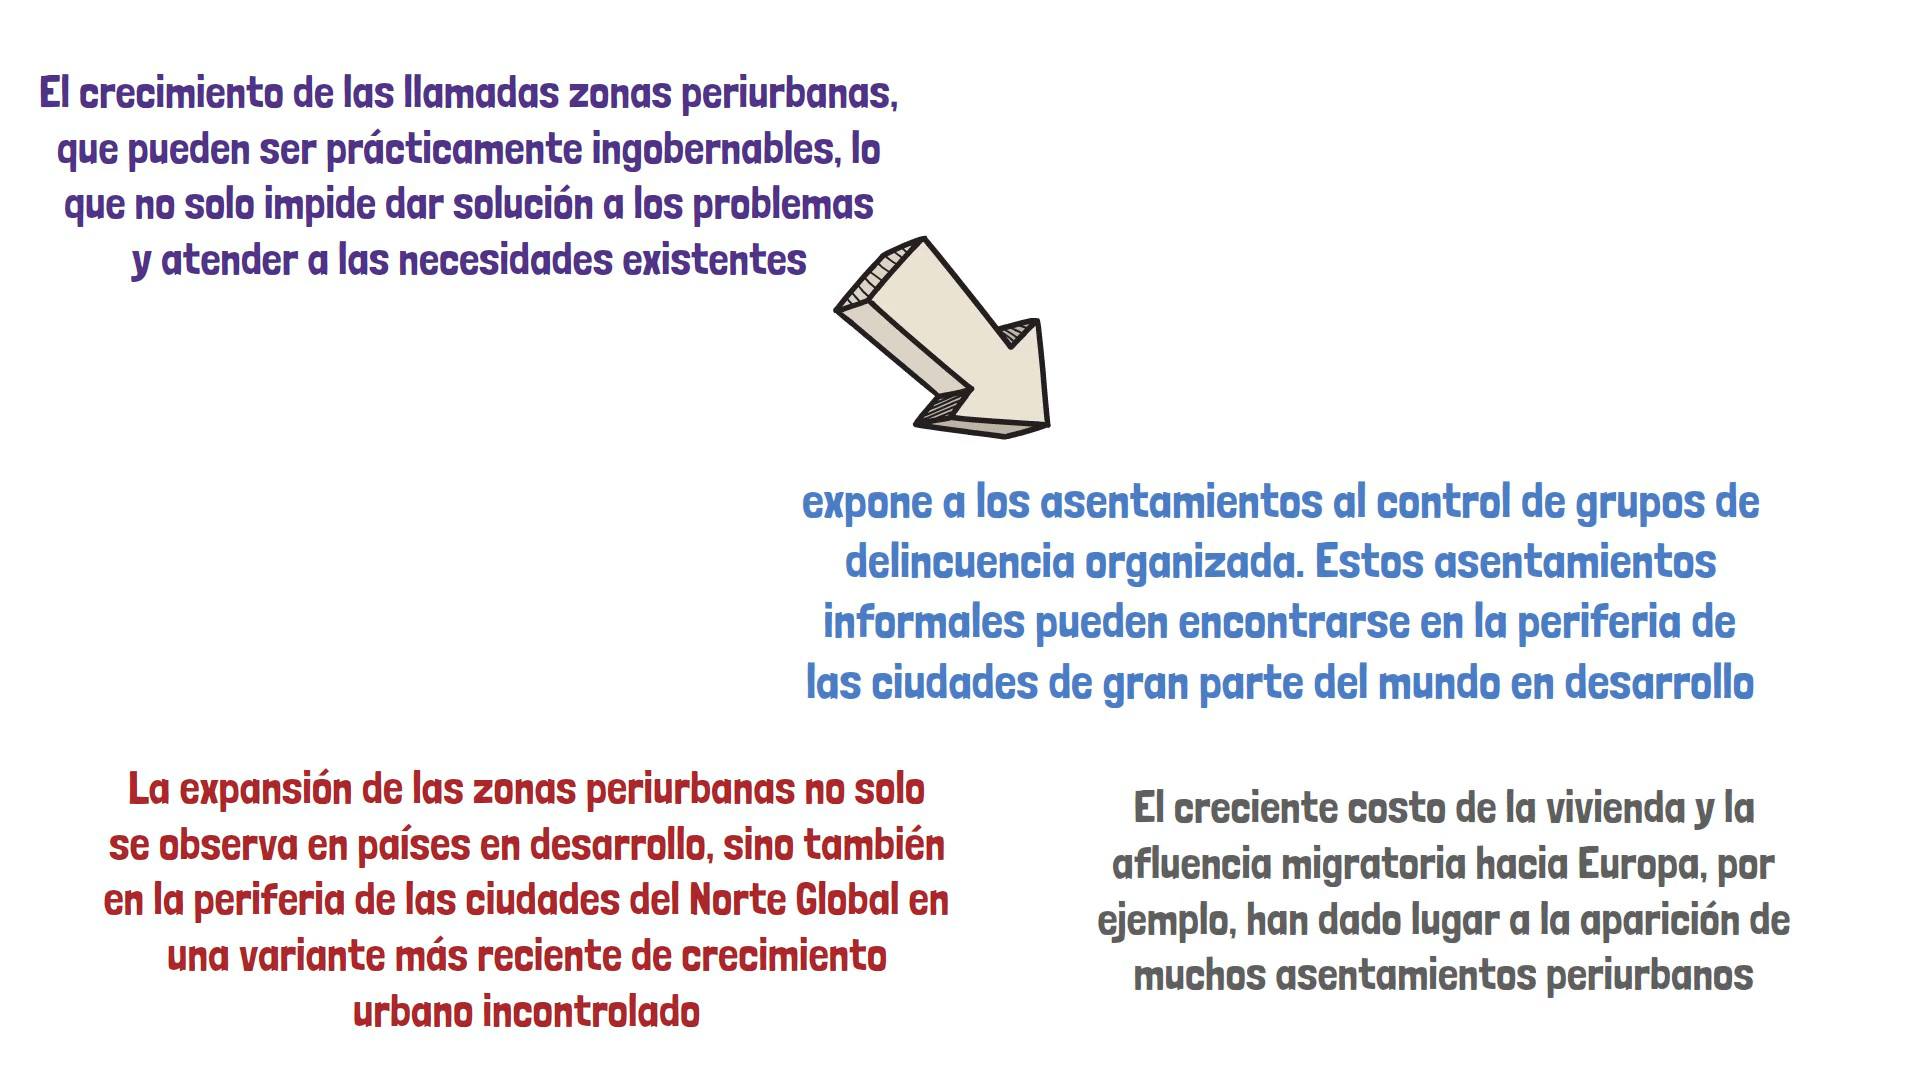 El crecimiento de las llamadas zonas periurbanas,
que pueden ser prácticamente ingobernables, lo
que no solo impide dar solución a los problemas
y atender a las necesidades existentes
expone a los asentamientos al control de grupos de
delincuencia organizada. Estos asentamientos
informales pueden encontrarse en la periferia de
las ciudades de gran parte del mundo en desarrollo
La expansión de las zonas periurbanas no solo
se observa en países en desarrollo, sino también
en la periferia de las ciudades del Norte Global en
una variante más reciente de crecimiento
urbano incontrolado
El creciente costo de la vivienda y la
afluencia migratoria hacia Europa, por
ejemplo, han dado lugar a la aparición de
muchos asentamientos periurbanos